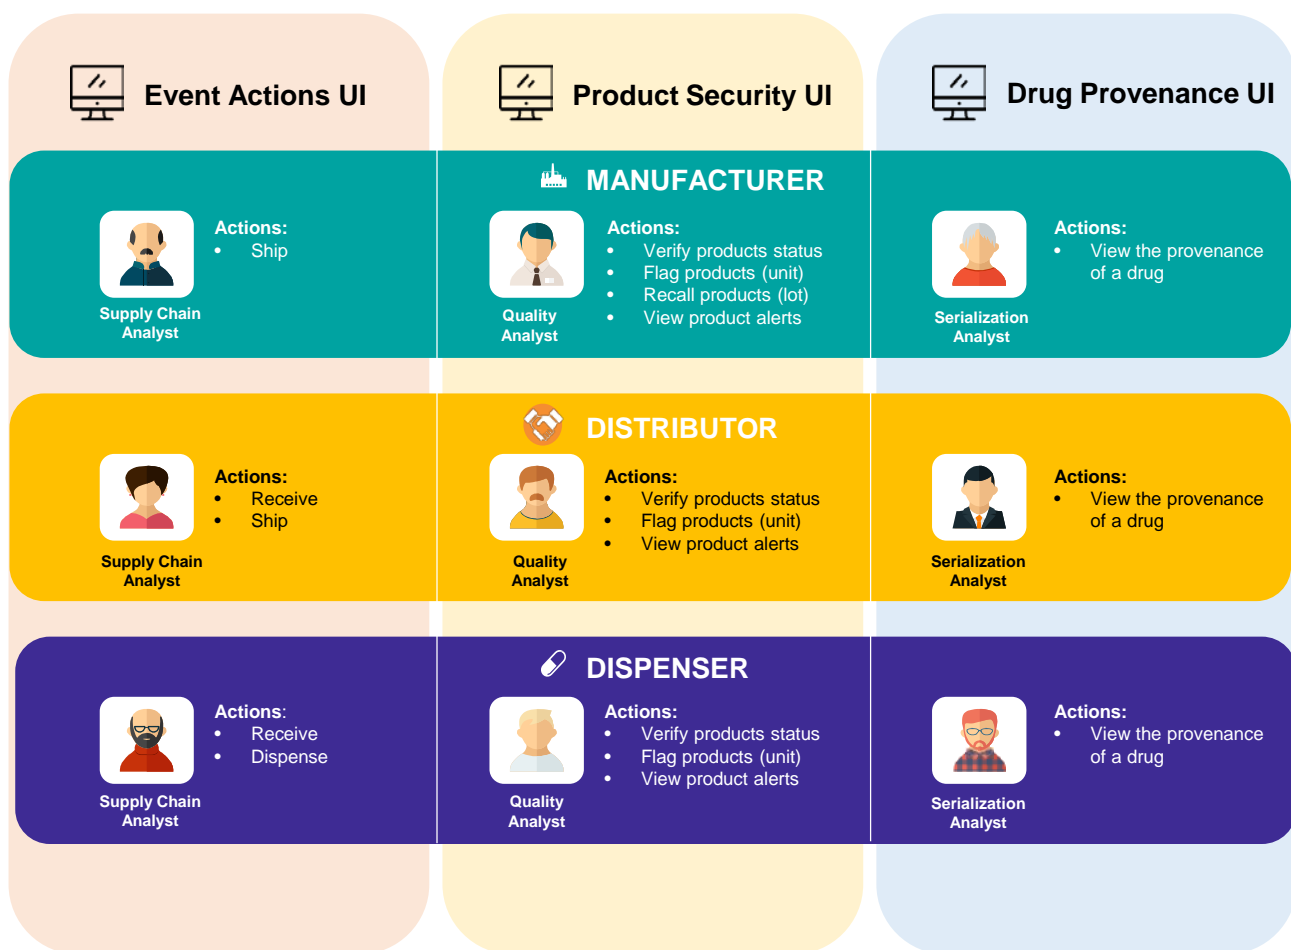 Event Actions UI
Product Security UI
Drug Provenance UI
MANUFACTURER
Actions:
• Ship
Supply Chain
Analyst
Actions:
• Verify products status
• Flag products (unit)
• Recall products (lot)
• View product alerts
Quality
Analyst
Actions:
• View the provenance
of a drug
Serialization
Analyst
DISTRIBUTOR
Actions:
• Receive
• Ship
Supply Chain
Analyst
Actions:
• Verify products status
• Flag products (unit)
• View product alerts
Quality
Analyst
Actions:
• View the provenance
of a drug
Serialization
Analyst
DISPENSER
Actions:
• Receive
• Dispense
Supply Chain
Analyst
Actions:
• Verify products status
• Flag products (unit)
• View product alerts
Quality
Analyst
Actions:
• View the provenance
of a drug
Serialization
Analyst